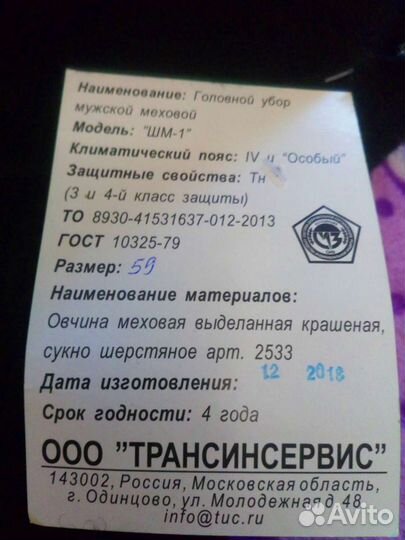 Наименование: Головной убор
мужской меховой
Модель: "ШМ-1"
Климатический пояс: IV и "Особый"
Защитные свойства: Тн
(3 и 4-й класс защиты)
ТО 8930-41531637-012-2013
ГОСТ 10325-79
Размер: 59
Наименование материалов:
Овчина меховая выделанная крашеная,
сукно шерстяное арт. 2533
Дата изготовления: 12 2018
Срок годности: 4 года
ООО "ТРАНСИНСЕРВИС"
143002, Россия, Московская область,
г. Одинцово, ул. Молодежная д.48
info@tuc.ru
Avito